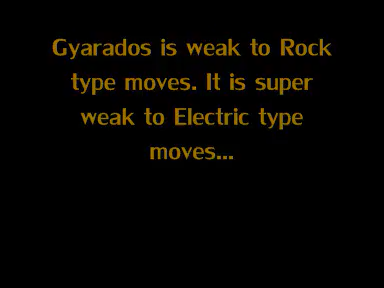 Gyarados is weak to Rock
type moves. It is super
weak to Electric type
moves...